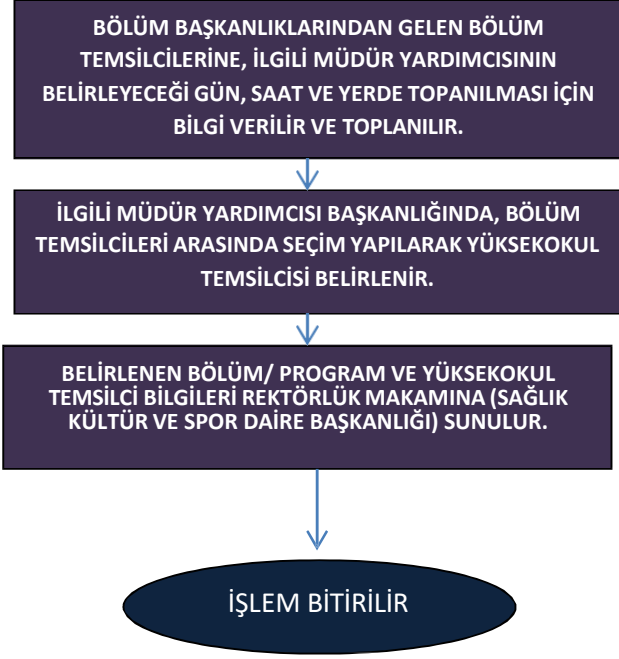 BÖLÜM BAŞKANLIKLARINDAN GELEN BÖLÜM
TEMSİLCİLERİNE, İLGİLİ MÜDÜR YARDIMCISININ
BELİRLEYECEĞİ GÜN, SAAT VE YERDE TOPANILMASI İÇİN
BİLGİ VERİLİR VE TOPLANILIR.
İLGİLİ MÜDÜR YARDIMCISI BAŞKANLIĞINDA, BÖLÜM
TEMSİLCİLERİ ARASINDA SEÇİM YAPILARAK YÜKSEKOKUL
TEMSİLCİSİ BELİRLENİR.
BELİRLENEN BÖLÜM/ PROGRAM VE YÜKSEKOKUL
TEMSİLCİ BİLGİLERİ REKTÖRLÜK MAKAMINA (SAĞLIK
KÜLTÜR VE SPOR DAİRE BAŞKANLIĞI) SUNULUR.
İŞLEM BİTİRİLİR